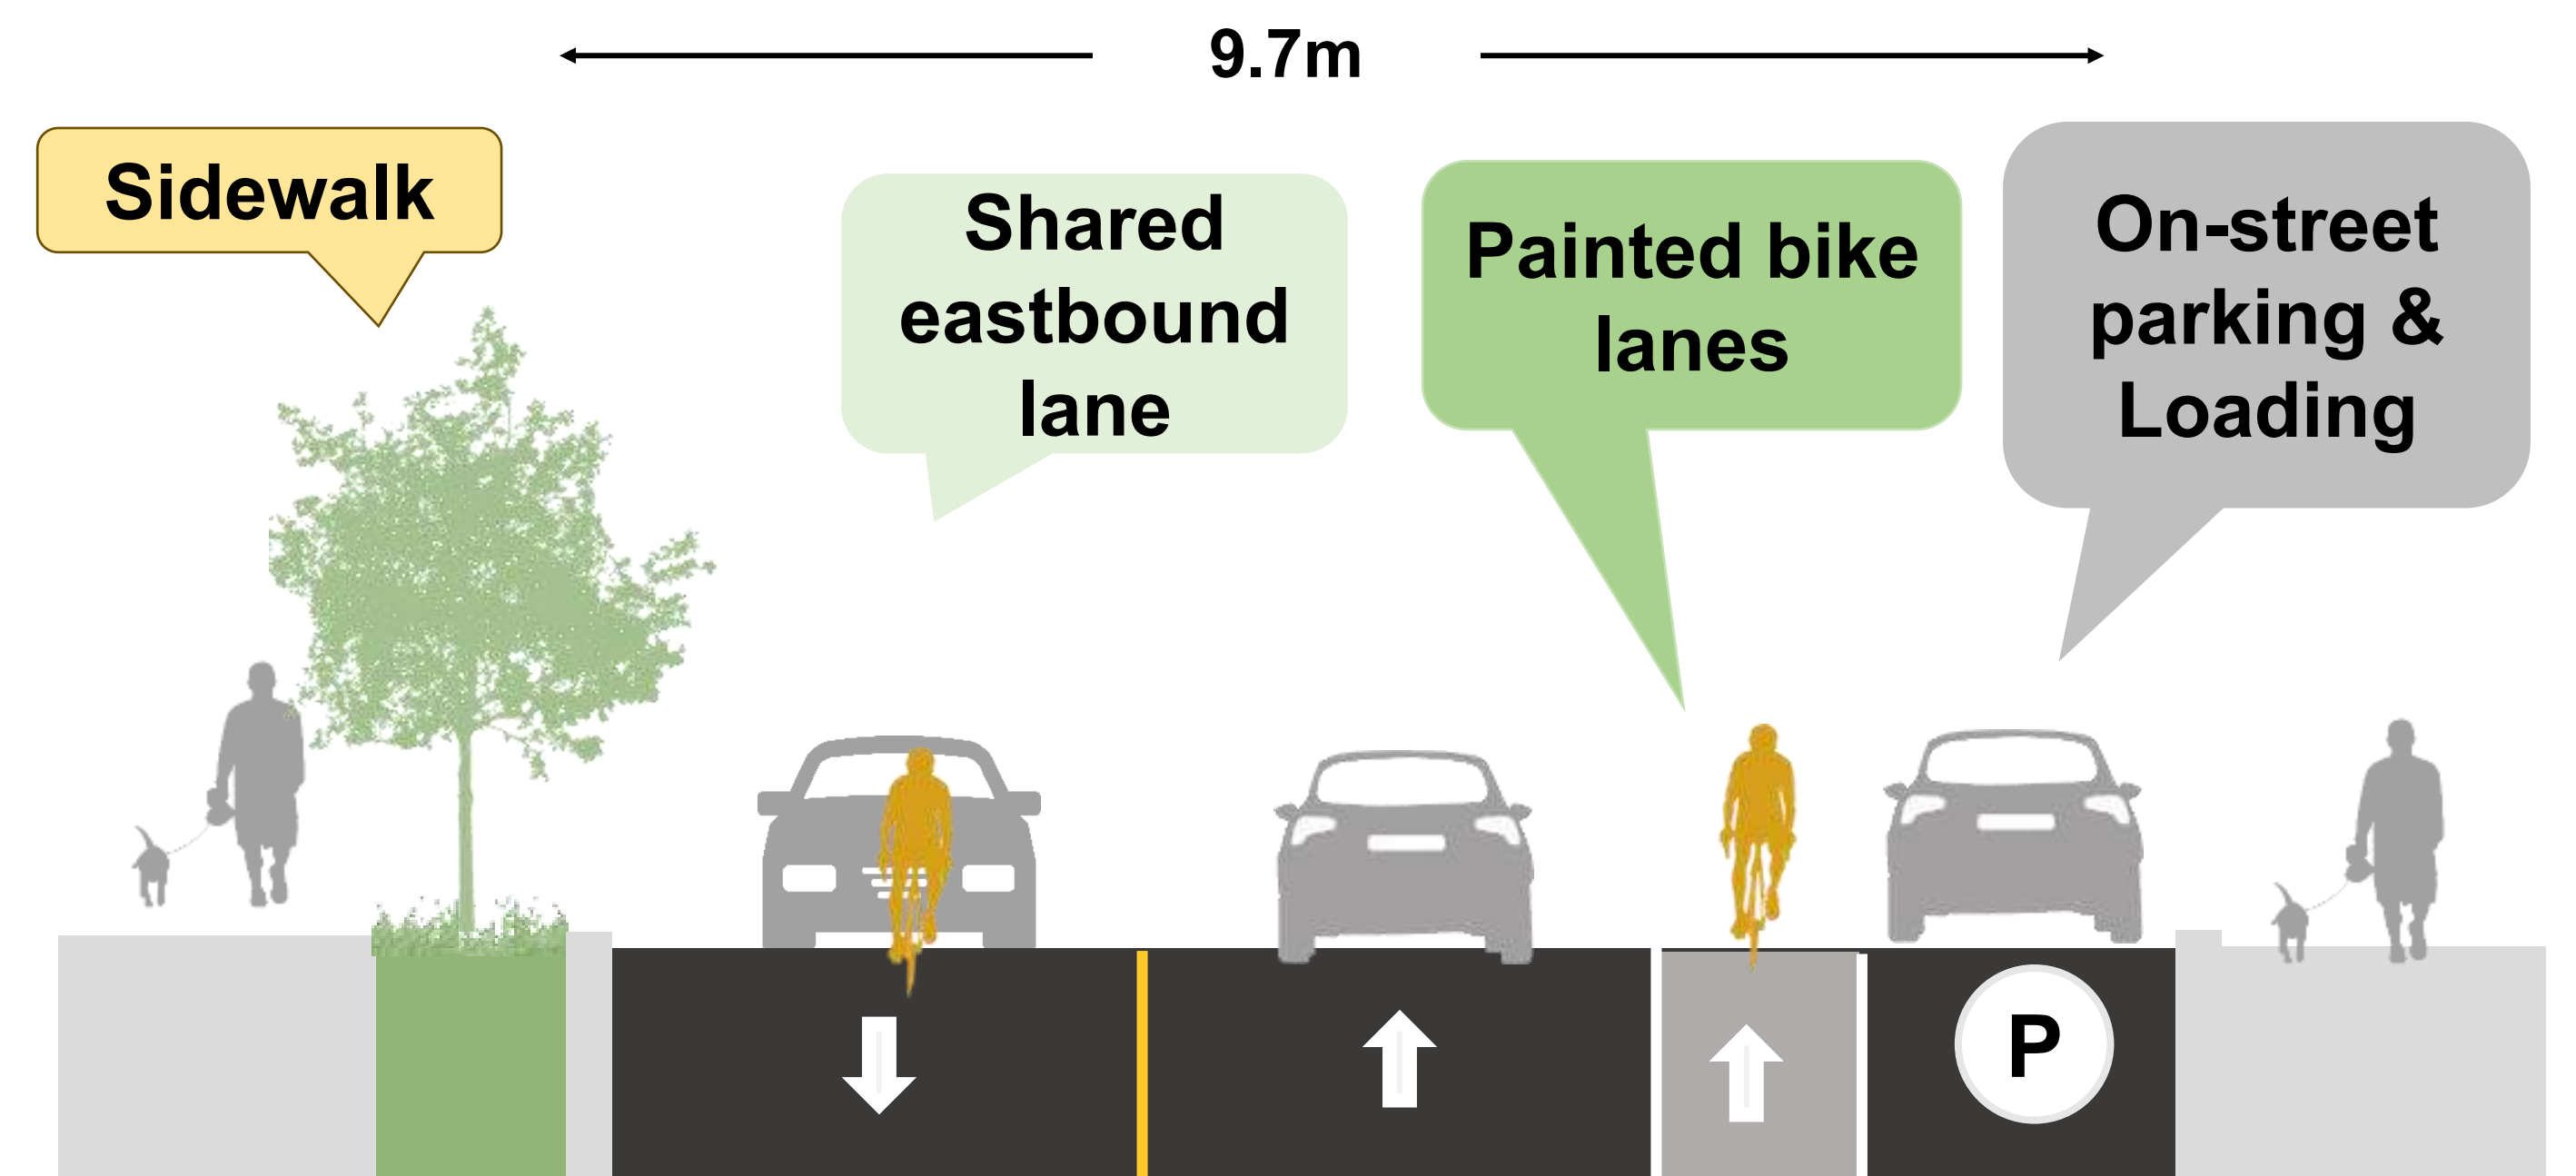 9.7m
Sidewalk
Shared
eastbound
lane
Painted bike
lanes
On-street
parking &
Loading
P